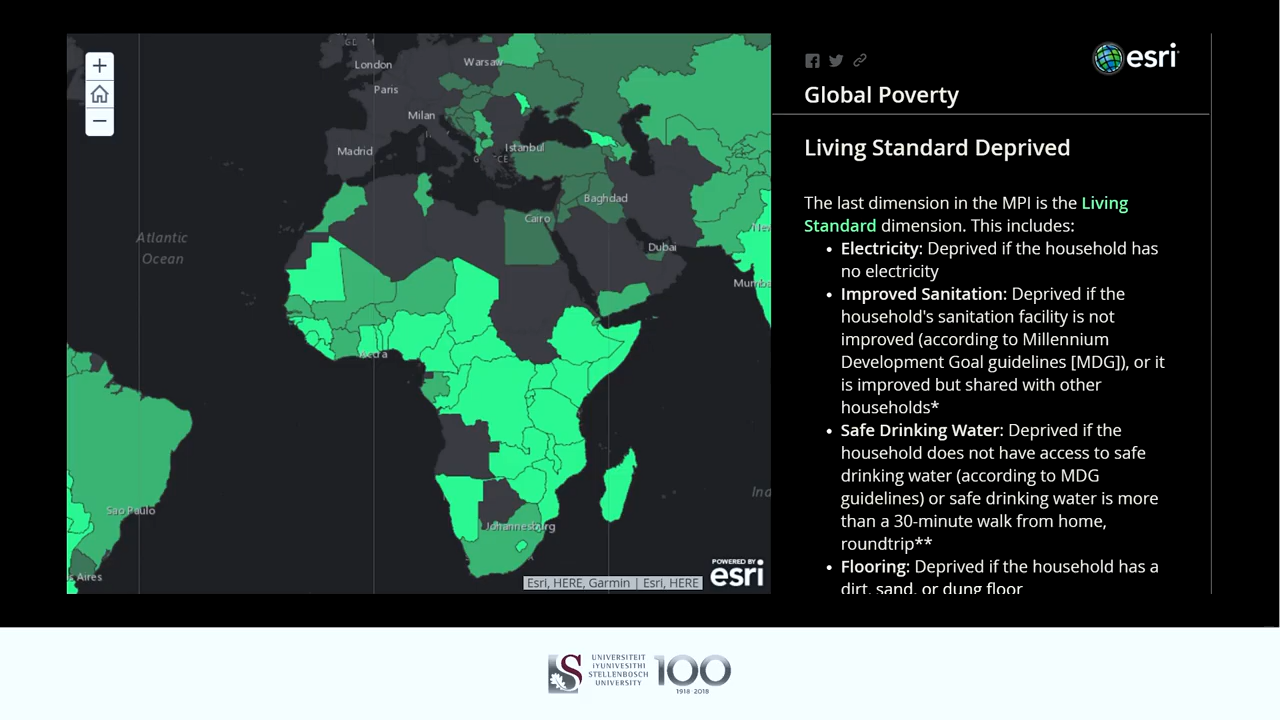 +
−
London
Paris
Warsaw
Milan
Madrid
Istanbul
Baghdad
Cairo
Dubai
Mumba
Atlantic
Ocean
Sao Paulo
s Aires
Johannesburg
Ind
Esri, HERE, Garmin | Esri, HERE
POWERED BY
esri
esri
Global Poverty
Living Standard Deprived
The last dimension in the MPI is the Living
Standard dimension. This includes:
• Electricity: Deprived if the household has
no electricity
• Improved Sanitation: Deprived if the
household's sanitation facility is not
improved (according to Millennium
Development Goal guidelines [MDG]), or it
is improved but shared with other
households*
• Safe Drinking Water: Deprived if the
household does not have access to safe
drinking water (according to MDG
guidelines) or safe drinking water is more
than a 30-minute walk from home,
roundtrip**
• Flooring: Deprived if the household has a
dirt, sand, or dung floor
UNIVERSITEIT
IYUNIVESITHI
STELLENBOSCH
UNIVERSITY
100
1918-2018